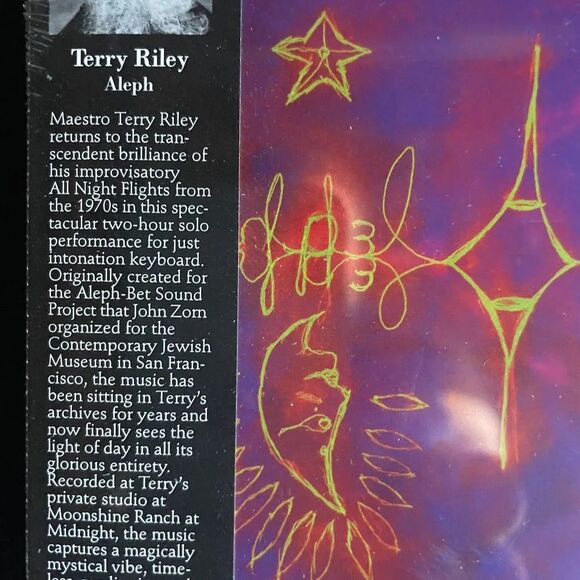 Terry Riley
Aleph
Maestro Terry Riley
returns to the tran-
scendent brilliance of
his improvisatory
All Night Flights from
the 1970s in this spec-
tacular two-hour solo
performance for just
intonation keyboard.
Originally created for
the Aleph-Bet Sound
Project that John Zorn
organized for the
Contemporary Jewish
Museum in San Fran-
cisco, the music has
been sitting in Terry's
archives for years and
now finally sees the
light of day in all its
glorious entirety.
Recorded at Terry's
private studio at
Moonshine Ranch at
Midnight, the music
captures a magically
mystical vibe, time-